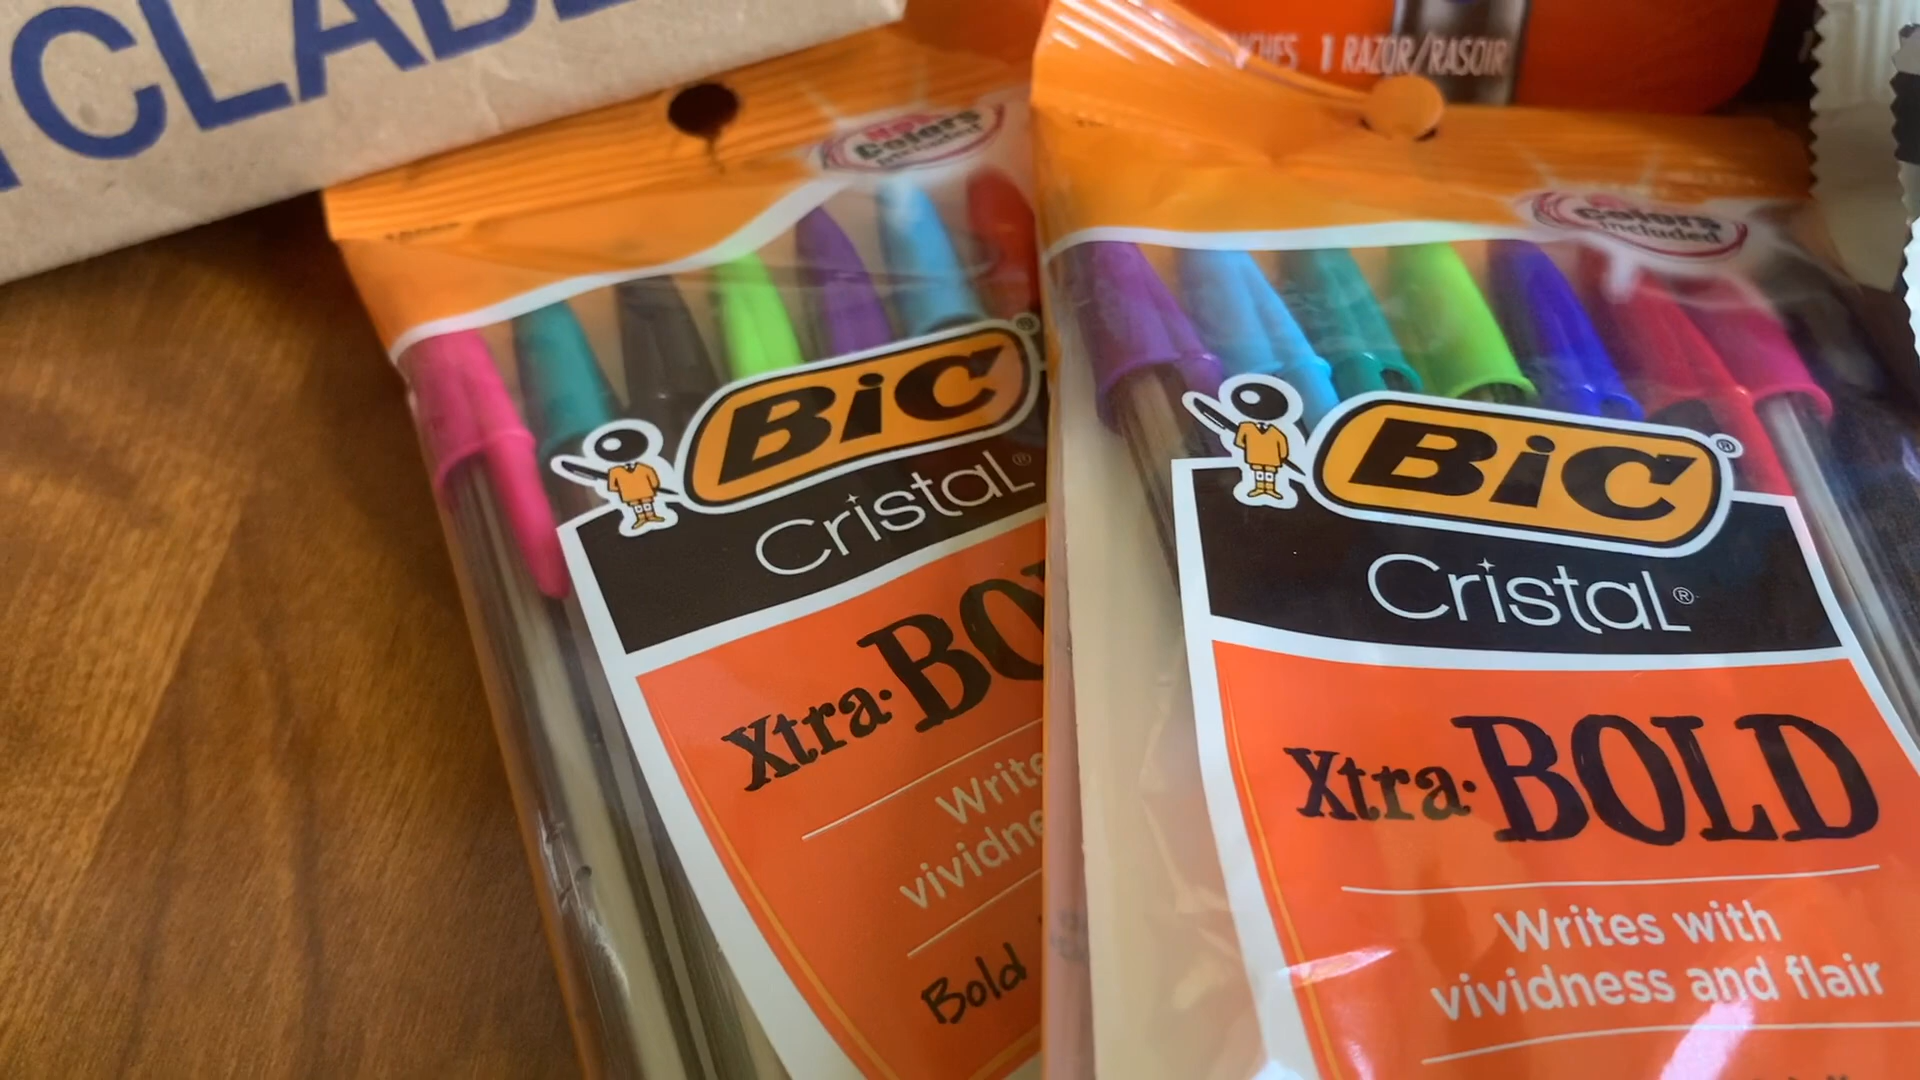 CLAB
1 RAZOR/RASOIR
Colors
Included
BiC®
Cristal®
Xtra·BO
Write
vividne
Bold
Colors
Included
BiC®
Cristal®
Xtra·BOLD
Writes with
vividness and flair